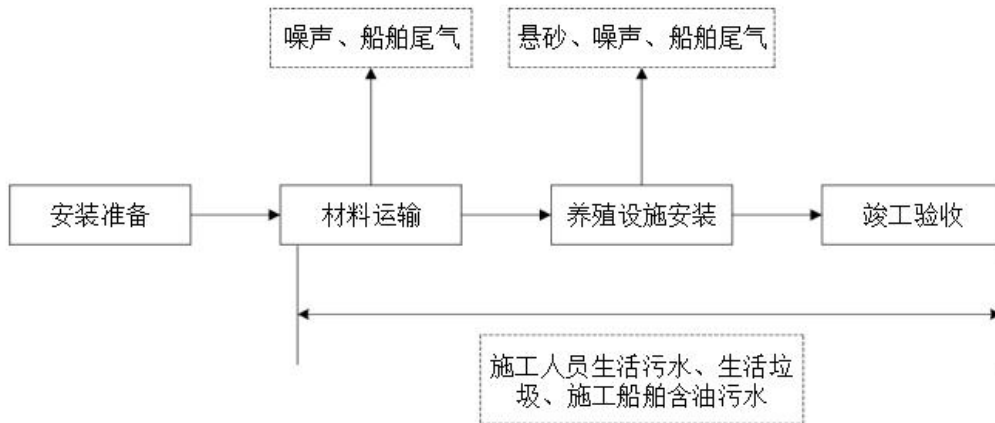 噪声、船舶尾气
悬砂、噪声、船舶尾气
安装准备
材料运输
养殖设施安装
竣工验收
施工人员生活污水、生活垃
圾、施工船舶含油污水